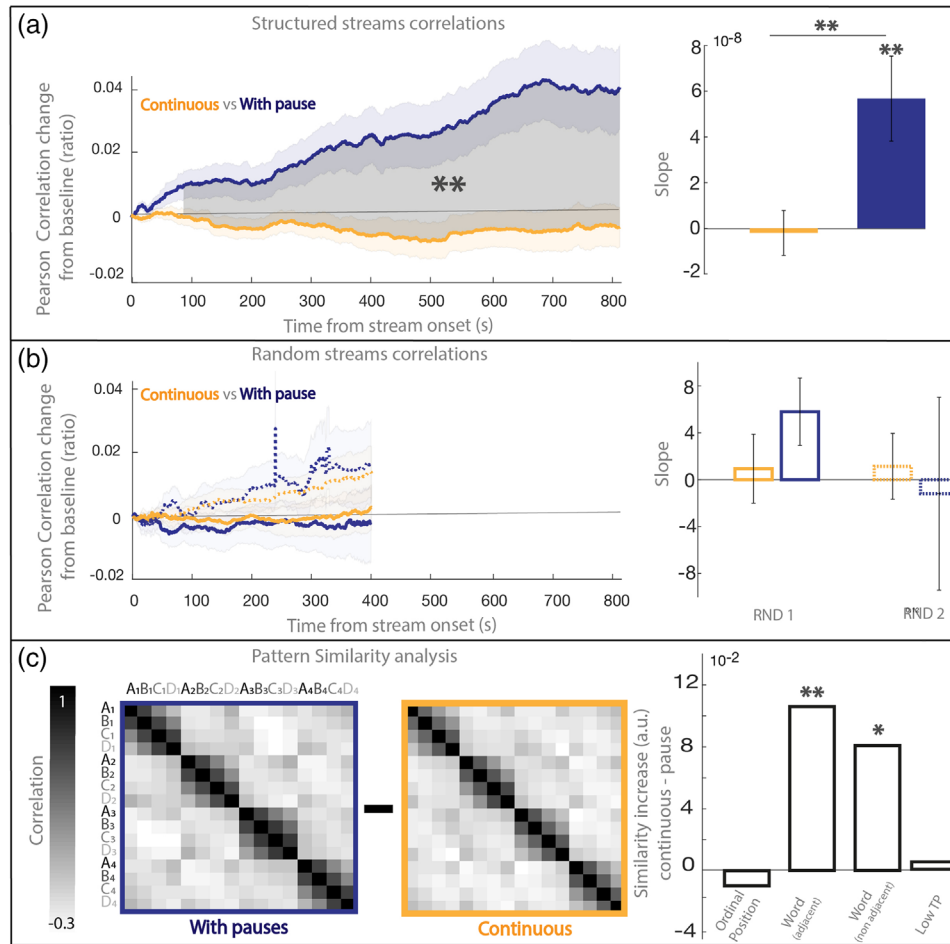 (a)
Structured streams correlations
Pearson Correlation change
from baseline (ratio)
0.04
0.02
0
-0.02
Continuous vs With pause
**
0 100 200 300 400 500 600 700 800
Time from stream onset (s)
10-8
**
**
Slope
8
6
4
2
0
-2
(b)
Random streams correlations
Pearson Correlation change
from baseline (ratio)
0.04
0.02
0
-0.02
Continuous vs With pause
0 100 200 300 400 500 600 700 800
Time from stream onset (s)
Slope
8
4
0
-4
-8
RND 1
RND 2
(c)
Pattern Similarity analysis
Correlation
1
-0.3
A1B1C1D1A2B2C2D2A3B3C3D3A4B4C4D4
A1
B1
C1
D1
A2
B2
C2
D2
A3
B3
C3
D3
A4
B4
C4
D4
With pauses
Continuous
Similarity increase (a.u.)
continuous - pause
10-2
12
8
4
0
-4
**
*
Ordinal
Position
Word
(adjacent)
Word
(non adjacent)
Low TP